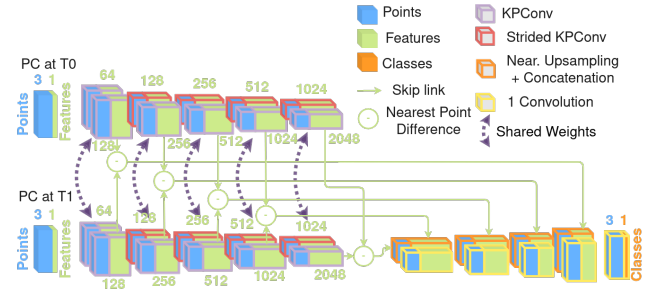 Points
Features
Classes
Skip link
Nearest Point
Difference
KPConv
Strided KPConv
Near. Upsampling
+ Concatenation
1 Convolution
Shared Weights
PC at T0
3 1
Points
Features
64 128 256 512 1024
128 256 512 1024 2048
PC at T1
3 1
Points
Features
64 128 256 512 1024
128 256 512 1024 2048
- - - - -
3 1
Classes